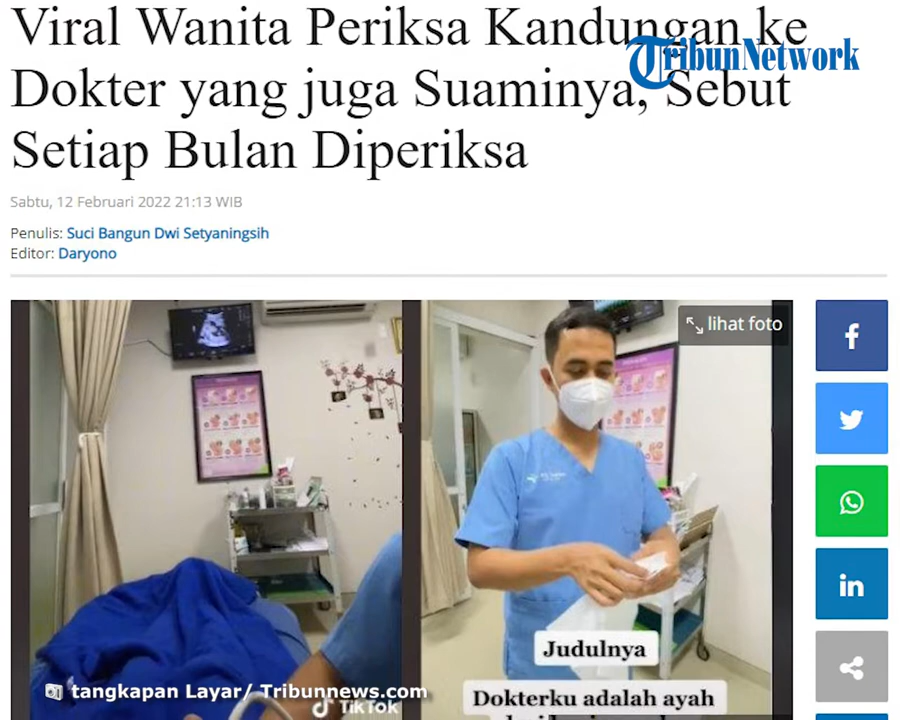 Viral Wanita Periksa Kandungan ke
TribunNetwork
Dokter yang juga Suaminya, Sebut
Setiap Bulan Diperiksa
Sabtu, 12 Februari 2022 21:13 WIB
Penulis: Suci Bangun Dwi Setyaningsih
Editor: Daryono
lihat foto
Judulnya
Dokterku adalah ayah
tangkapan Layar/ Tribunnews.com
TikTok